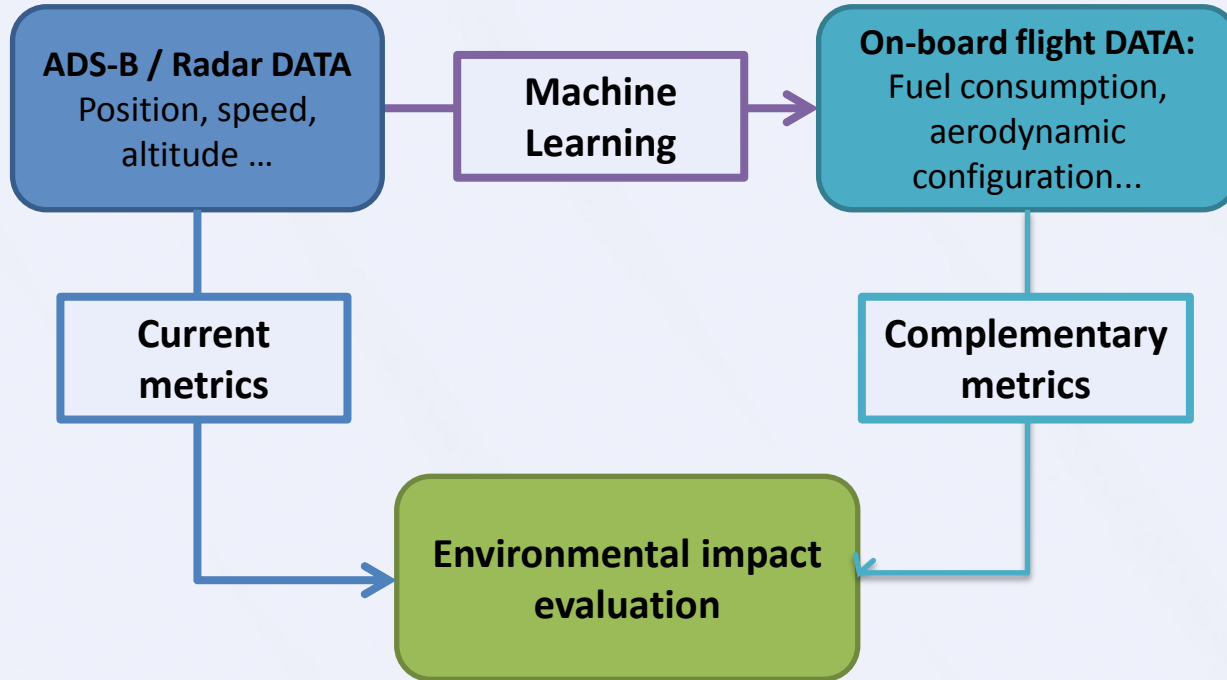 ADS-B / Radar DATA
Position, speed,
altitude ...
Machine
Learning
On-board flight DATA:
Fuel consumption,
aerodynamic
configuration...
Current
metrics
Complementary
metrics
Environmental impact
evaluation